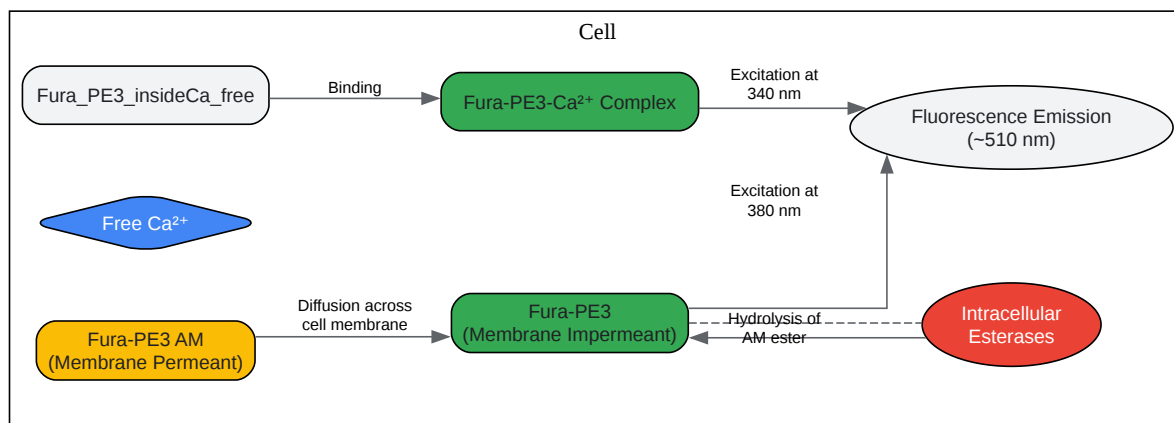 Cell
Fura_PE3_insideCa_free
Binding
Fura-PE3-Ca²⁺ Complex
Excitation at
340 nm
Fluorescence Emission
(~510 nm)
Excitation at
380 nm
Free Ca²⁺
Fura-PE3 AM
(Membrane Permeant)
Diffusion across
cell membrane
Fura-PE3
(Membrane Impermeant)
Hydrolysis of
AM ester
Intracellular
Esterases